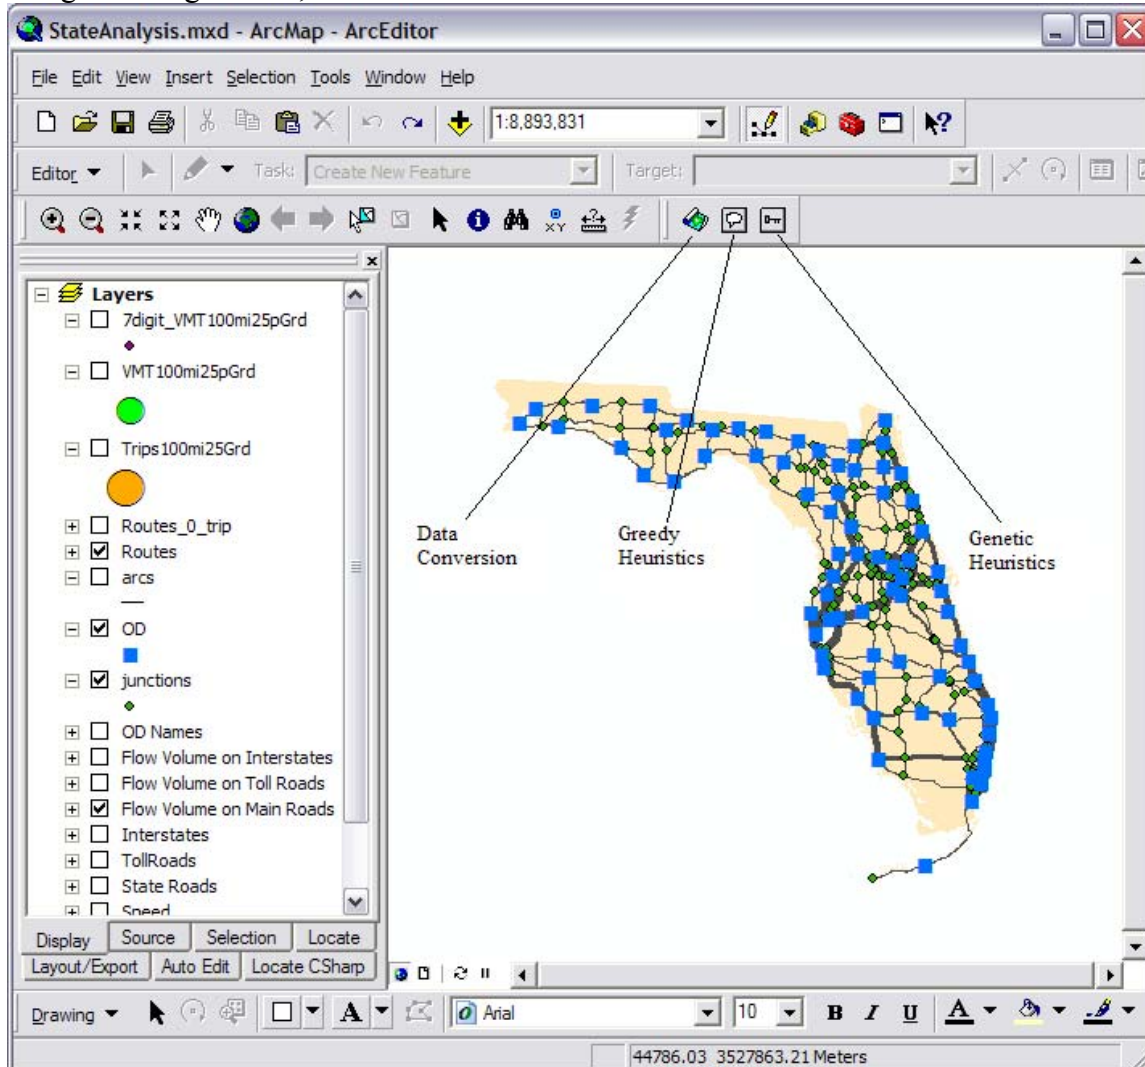 StateAnalysis.mxd - ArcMap - ArcEditor
File Edit View Insert Selection Tools Window Help
1:8,893,831
Editor Task: Create New Feature Target:
XY
Layers
7digit_VMT100mi25pGrd
VMT100mi25pGrd
Trips100mi25Grd
Routes_0_trip
Routes
arcs
OD
junctions
OD Names
Flow Volume on Interstates
Flow Volume on Toll Roads
Flow Volume on Main Roads
Interstates
TollRoads
State Roads
Speed
Data
Conversion
Greedy
Heuristics
Genetic
Heuristics
Display Source Selection Locate
Layout/Export Auto Edit Locate CSharp
Drawing A Arial 10 B I U A
44786.03 3527863.21 Meters